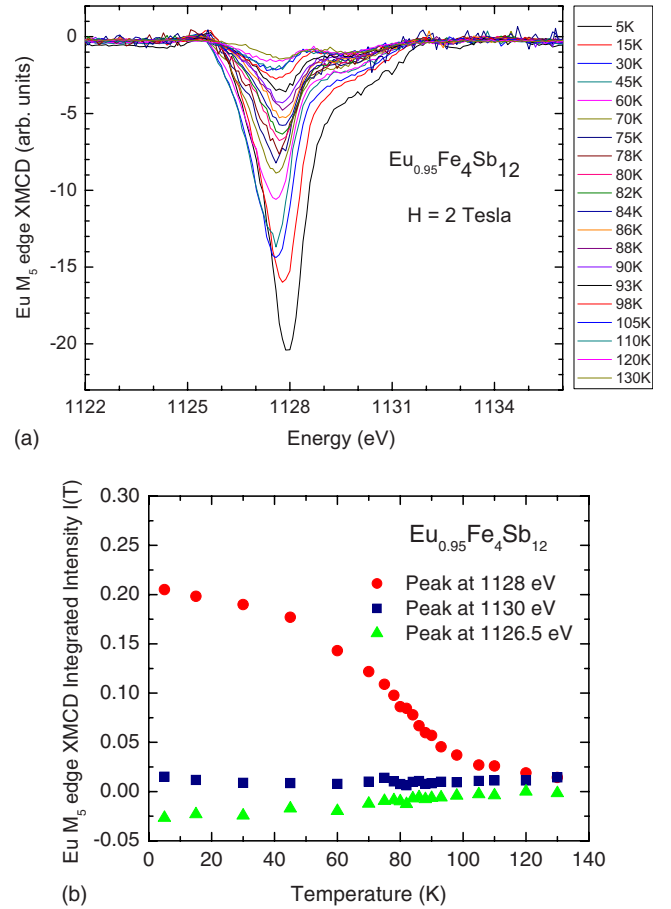 Eu M5 edge XMCD (arb. units)
0
-5
-10
-15
-20
1122 1125 1128 1131 1134
Energy (eV)
Eu0.95Fe4Sb12
H = 2 Tesla
5K
15K
30K
45K
60K
70K
75K
78K
80K
82K
84K
86K
88K
90K
93K
98K
105K
110K
120K
130K
(a)
Eu M5 edge XMCD Integrated Intensity I(T)
0.30
0.25
0.20
0.15
0.10
0.05
0.00
-0.05
Eu0.95Fe4Sb12
Peak at 1128 eV
Peak at 1130 eV
Peak at 1126.5 eV
0 20 40 60 80 100 120 140
Temperature (K)
(b)